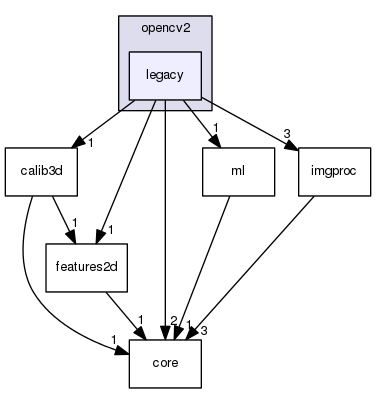 opencv2
legacy
1
1
3
calib3d
ml
imgproc
1
1
features2d
1
1
2
1
3
core